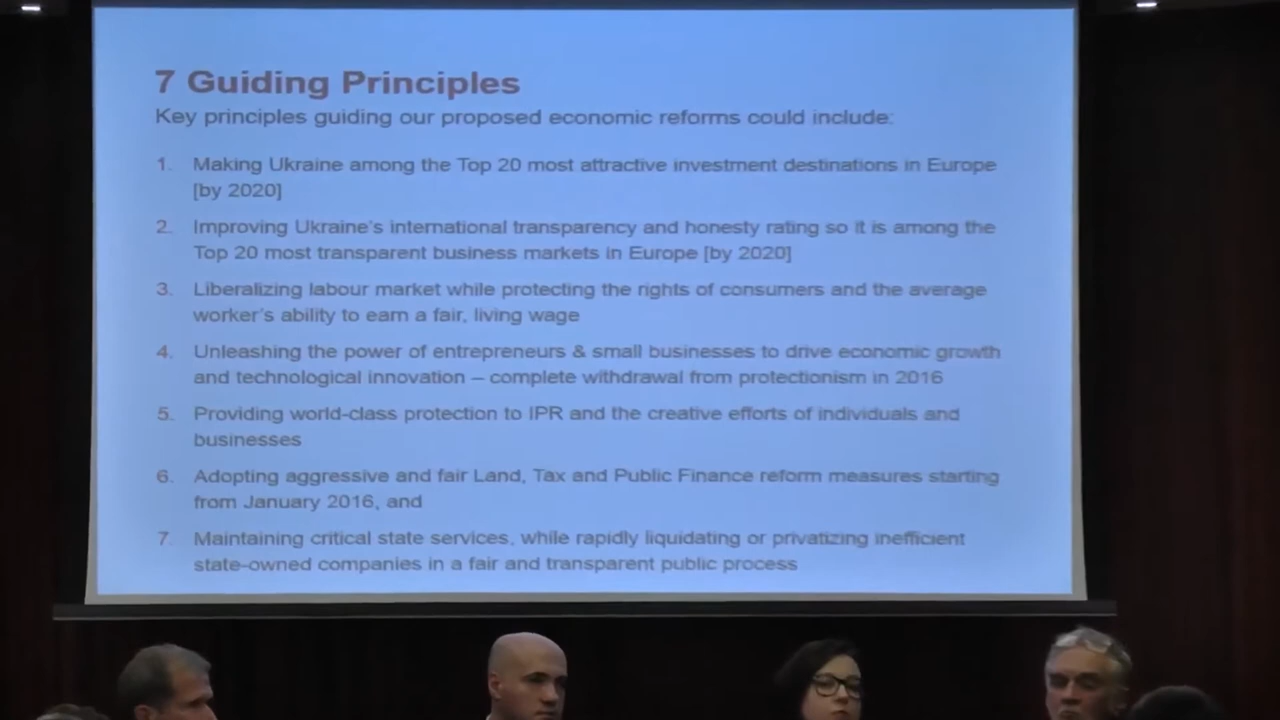 7 Guiding Principles
Key principles guiding our proposed economic reforms could include:
1. Making Ukraine among the Top 20 most attractive investment destinations in Europe
[by 2020]
2. Improving Ukraine's international transparency and honesty rating so it is among the
Top 20 most transparent business markets in Europe [by 2020]
3. Liberalizing labour market while protecting the rights of consumers and the average
worker's ability to earn a fair, living wage
4. Unleashing the power of entrepreneurs & small businesses to drive economic growth
and technological innovation – complete withdrawal from protectionism in 2016
5. Providing world-class protection to IPR and the creative efforts of individuals and
businesses
6. Adopting aggressive and fair Land, Tax and Public Finance reform measures starting
from January 2016, and
7. Maintaining critical state services, while rapidly liquidating or privatizing inefficient
state-owned companies in a fair and transparent public process